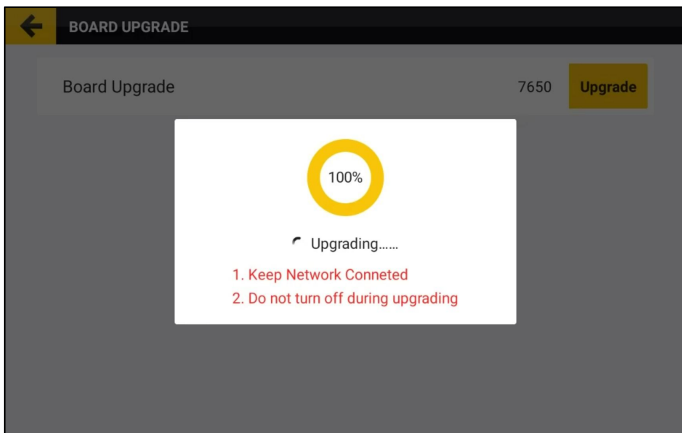 BOARD UPGRADE
Board Upgrade 7650 Upgrade
100%
Upgrading......
1. Keep Network Conneted
2. Do not turn off during upgrading